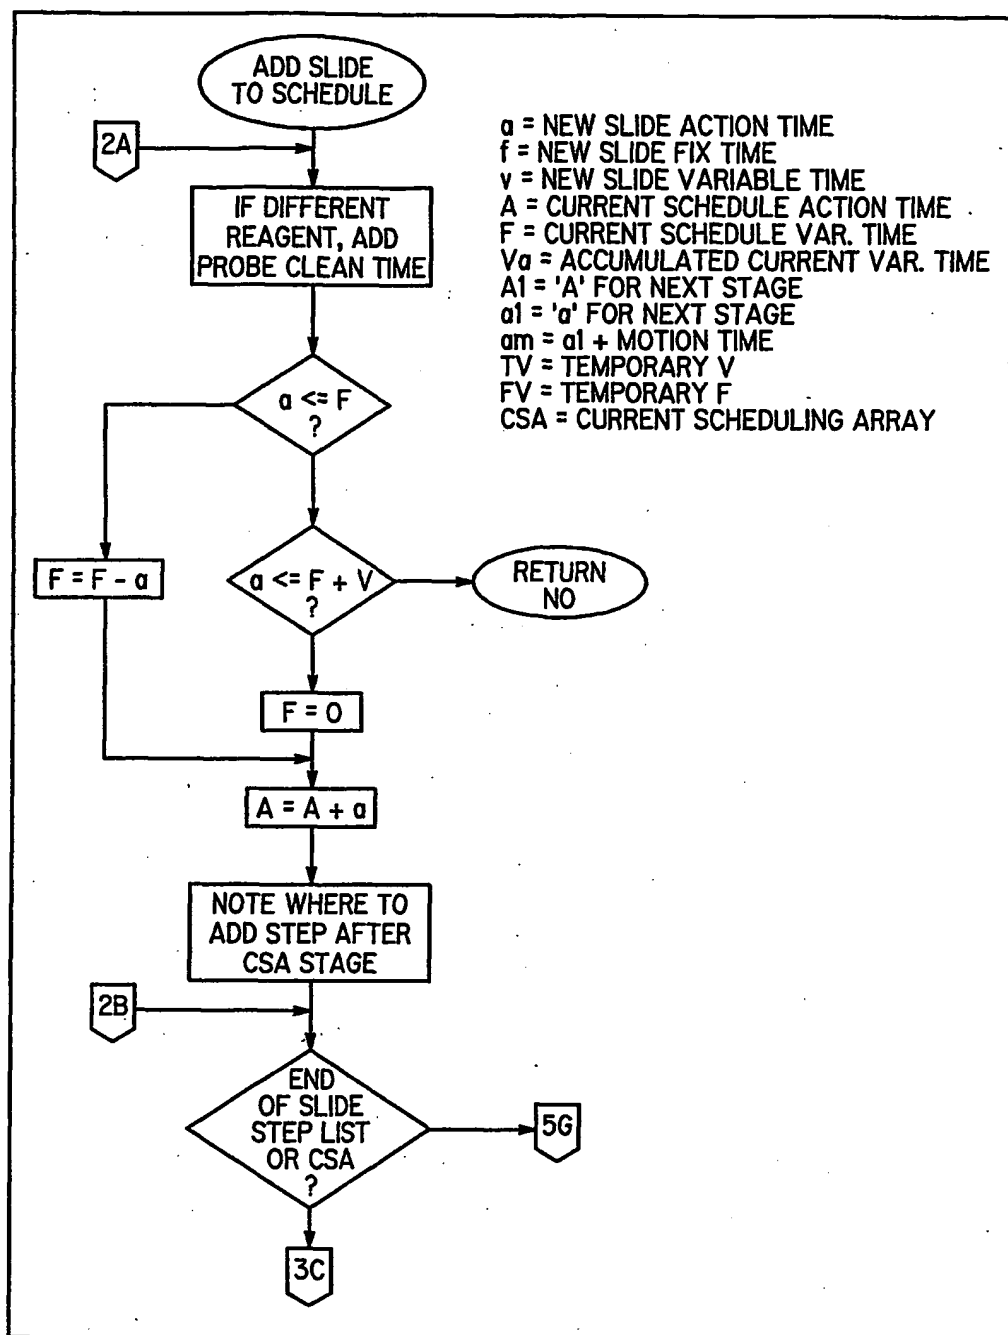 ADD SLIDE
TO SCHEDULE
2A
a = NEW SLIDE ACTION TIME
f = NEW SLIDE FIX TIME
v = NEW SLIDE VARIABLE TIME
A = CURRENT SCHEDULE ACTION TIME
F = CURRENT SCHEDULE VAR. TIME
Va = ACCUMULATED CURRENT VAR. TIME
A1 = 'A' FOR NEXT STAGE
a1 = 'a' FOR NEXT STAGE
am = a1 + MOTION TIME
TV = TEMPORARY V
FV = TEMPORARY F
CSA = CURRENT SCHEDULING ARRAY
IF DIFFERENT
REAGENT, ADD
PROBE CLEAN TIME
a <= F
?
F = F - a
a <= F + V
?
RETURN
NO
F = 0
A = A + a
NOTE WHERE TO
ADD STEP AFTER
CSA STAGE
2B
END
OF SLIDE
STEP LIST
OR CSA
?
5G
3C